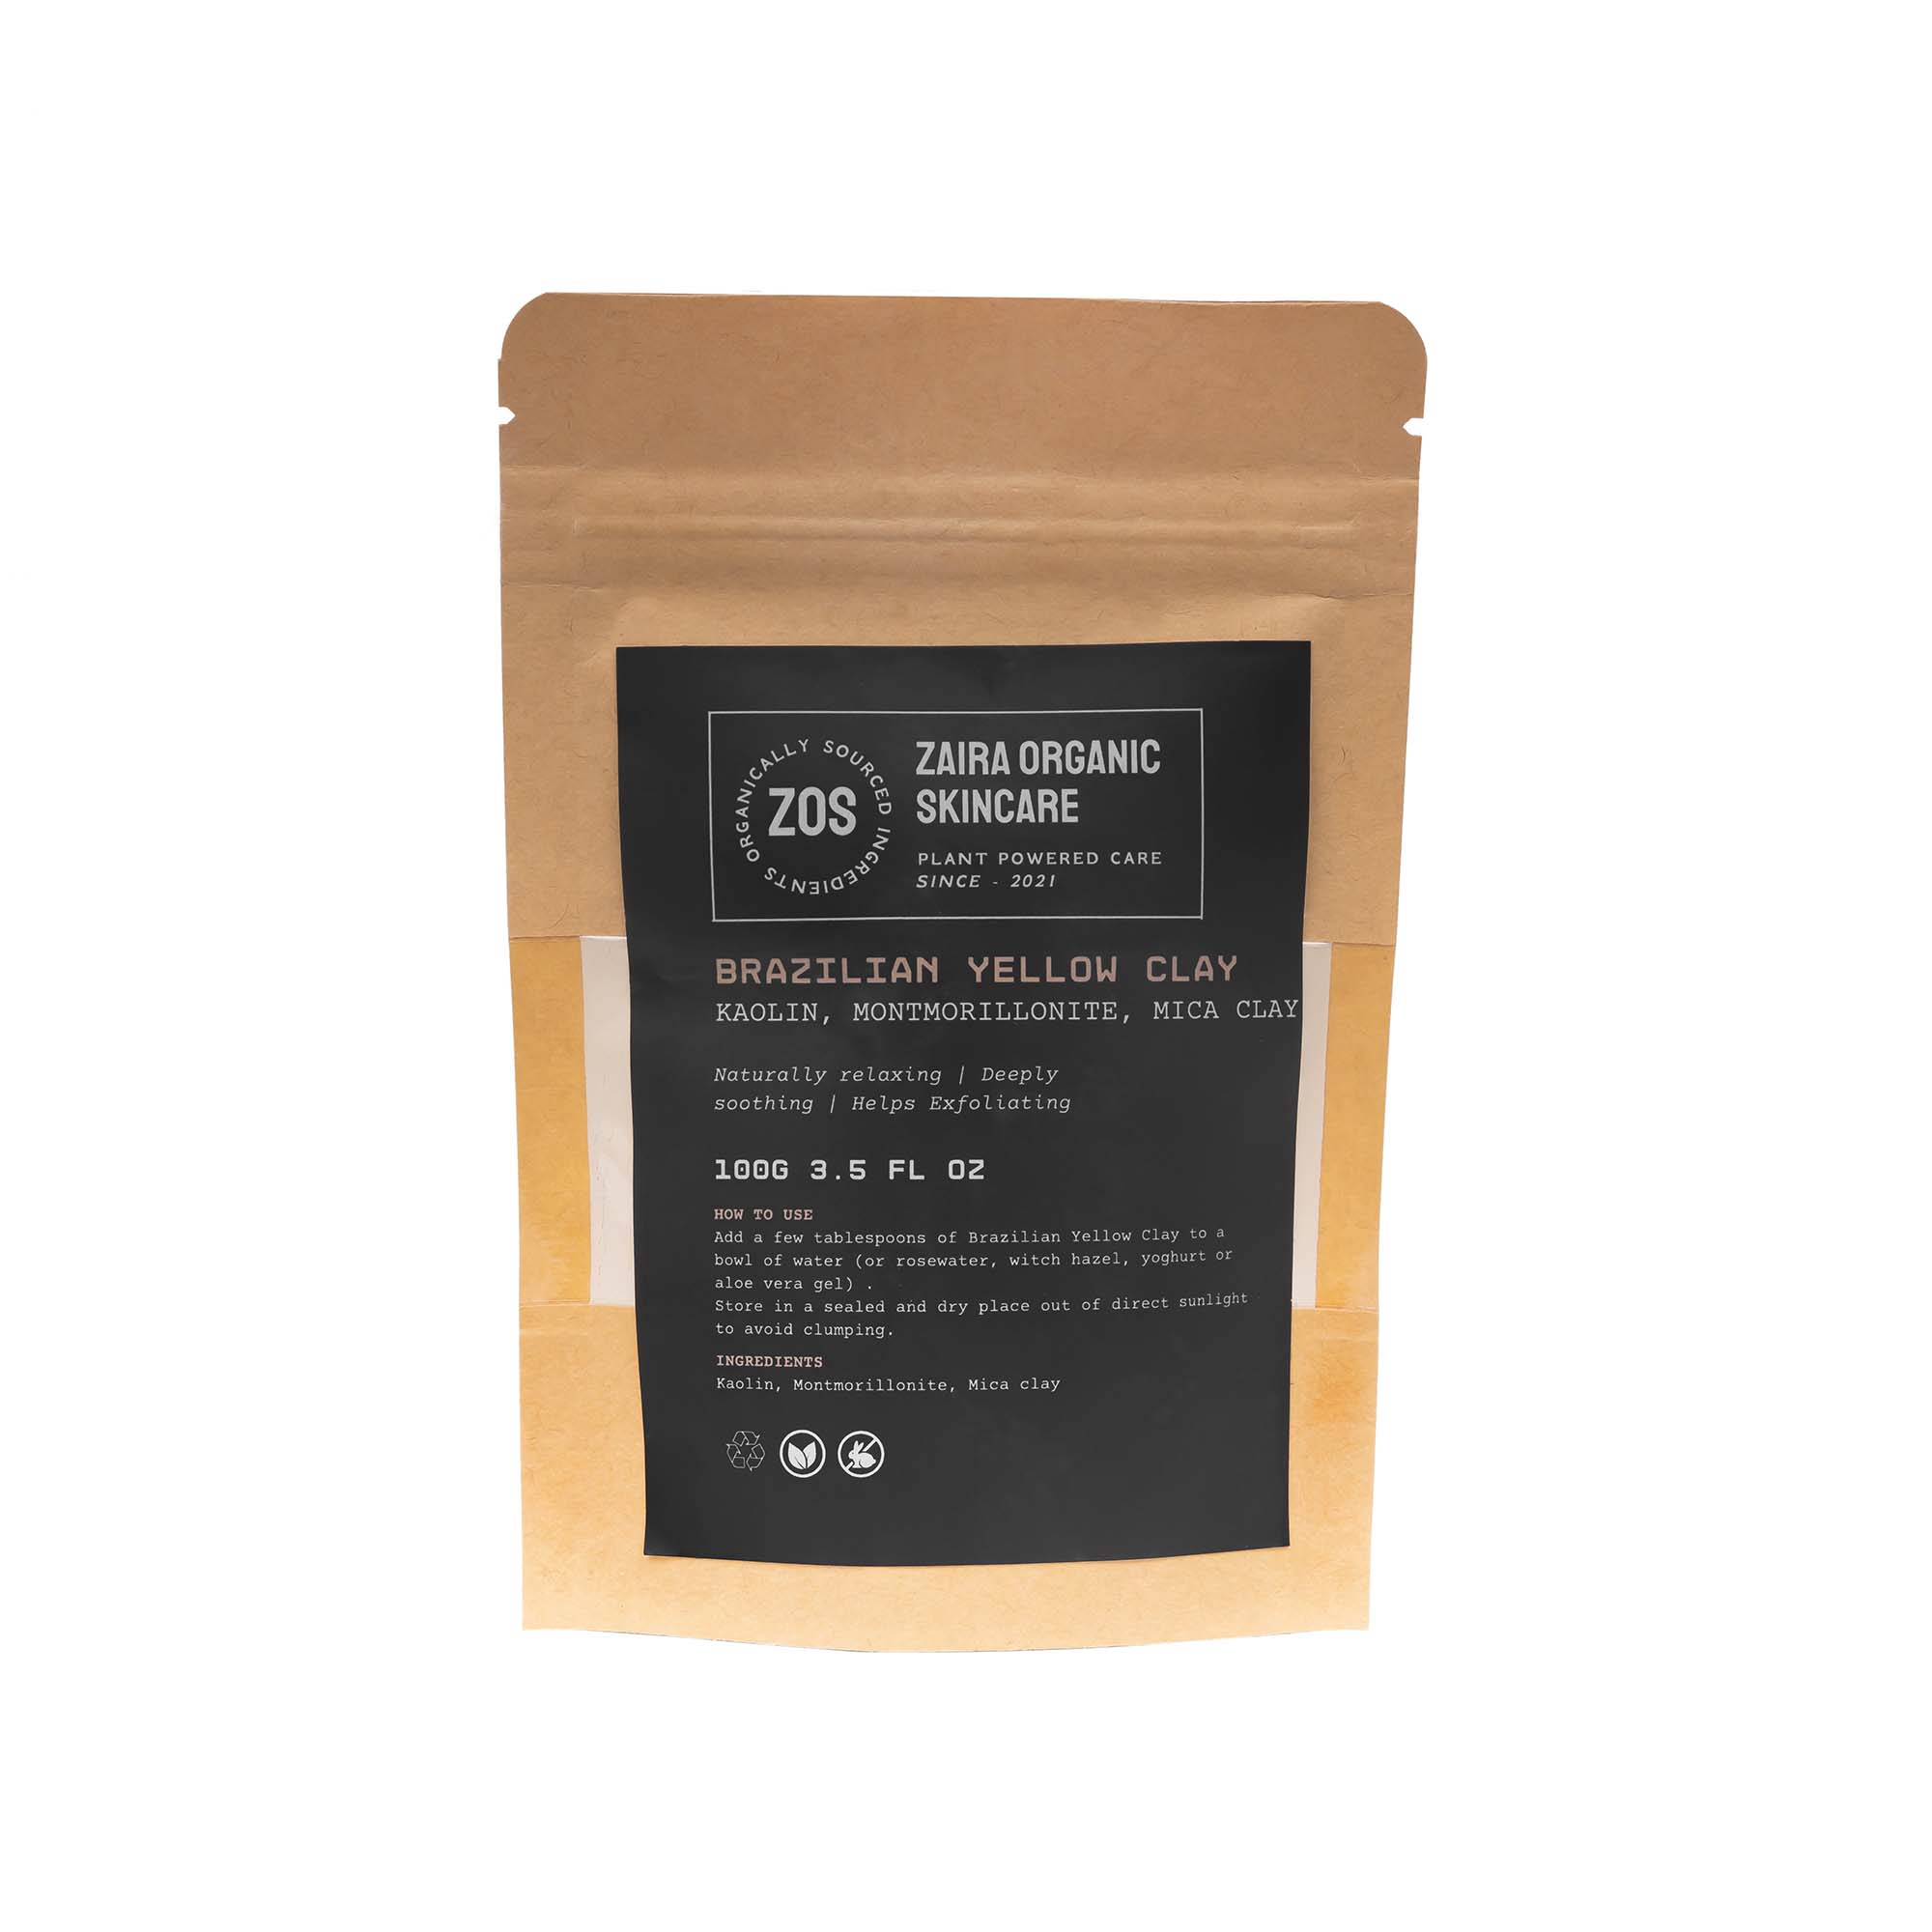 ORGANICALLY SOURCED INGREDIENTS
ZOS
ZAIRA ORGANIC
SKINCARE
PLANT POWERED CARE
SINCE - 2021
BRAZILIAN YELLOW CLAY
KAOLIN, MONTMORILLONITE, MICA CLAY
Naturally relaxing | Deeply
soothing | Helps Exfoliating
100G 3.5 FL OZ
HOW TO USE
Add a few tablespoons of Brazilian Yellow Clay to a
bowl of water (or rosewater, witch hazel, yoghurt or
aloe vera gel) .
Store in a sealed and dry place out of direct sunlight
to avoid clumping.
INGREDIENTS
Kaolin, Montmorillonite, Mica clay